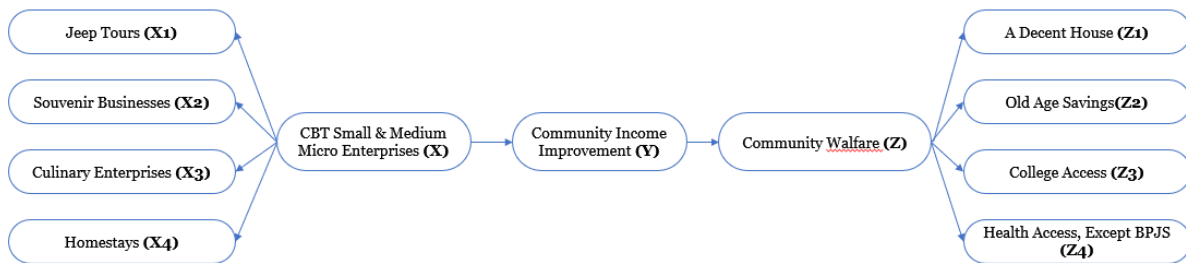 Jeep Tours (X1)
Souvenir Businesses (X2)
Culinary Enterprises (X3)
Homestays (X4)
CBT Small & Medium
Micro Enterprises (X)
Community Income
Improvement (Y)
Community Walfare (Z)
A Decent House (Z1)
Old Age Savings(Z2)
College Access (Z3)
Health Access, Except BPJS
(Z4)